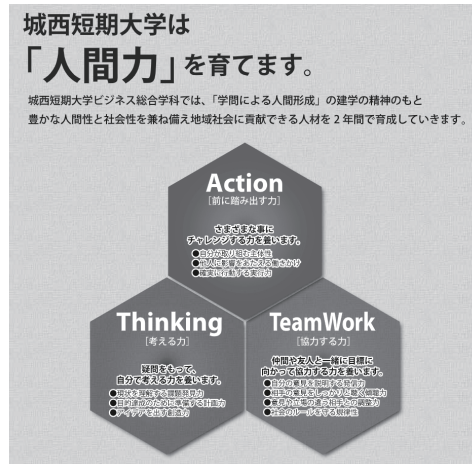 城西短期大学は
「人間力」を育てます。
城西短期大学ビジネス総合学科では、「学問による人間形成」の建学の精神のもと
豊かな人間性と社会性を兼ね備え地域社会に貢献できる人材を2年間で育成していきます。
Action
[前に踏み出す力]
さまざまな事に
チャレンジする力を養います。
●自分が取り組む主体性
●他人に影響をあたえる働きかけ
●確実に行動する実行力
Thinking
[考える力]
疑問をもって、
自分で考える力を養います。
●現状を理解する課題発見力
●目的達成のために準備する計画力
●アイデアを出す創造力
TeamWork
[協力する力]
仲間や友人と一緒に目標に
向かって協力する力を養います。
●自分の意見を説明する発信力
●相手の意見をしっかりと聴く傾聴力
●意見や立場の違う相手との調整力
●社会のルールを守る規律性